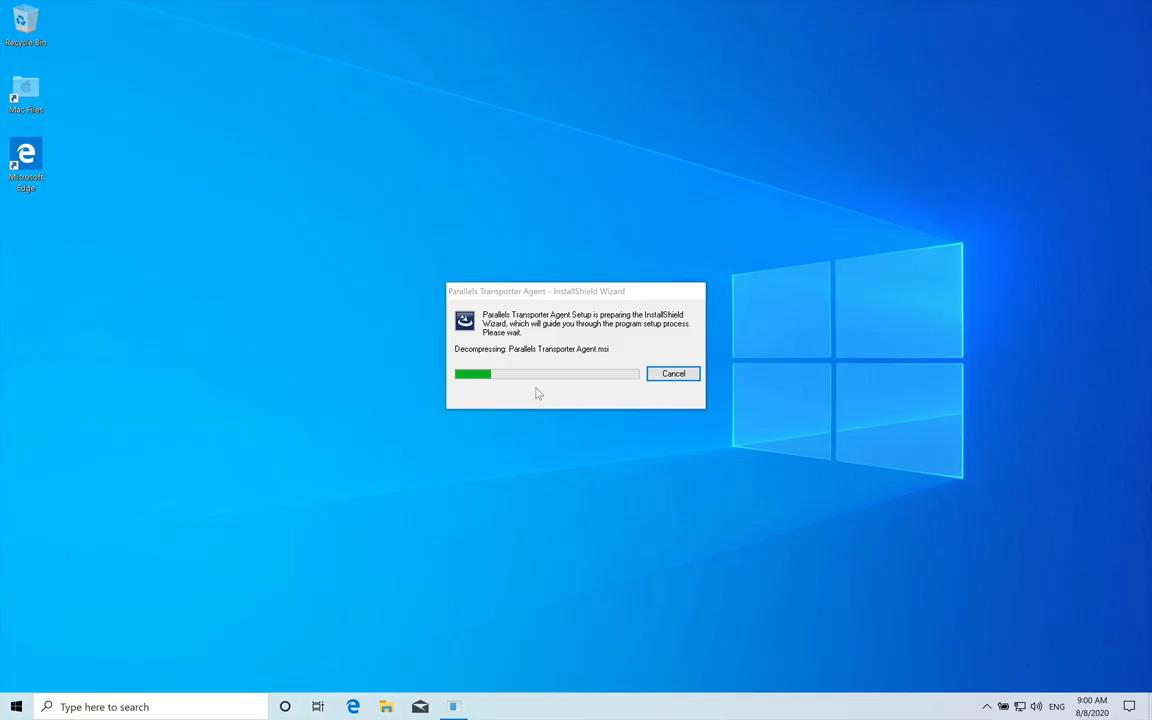 Recycle Bin
Mac Files
Microsoft
Edge
Parallels Transporter Agent - InstallShield Wizard
Parallels Transporter Agent Setup is preparing the InstallShield
Wizard, which will guide you through the program setup process.
Please wait.
Decompressing: Parallels Transporter Agent.msi
Cancel
Type here to search
ENG
9:00 AM
8/8/2020